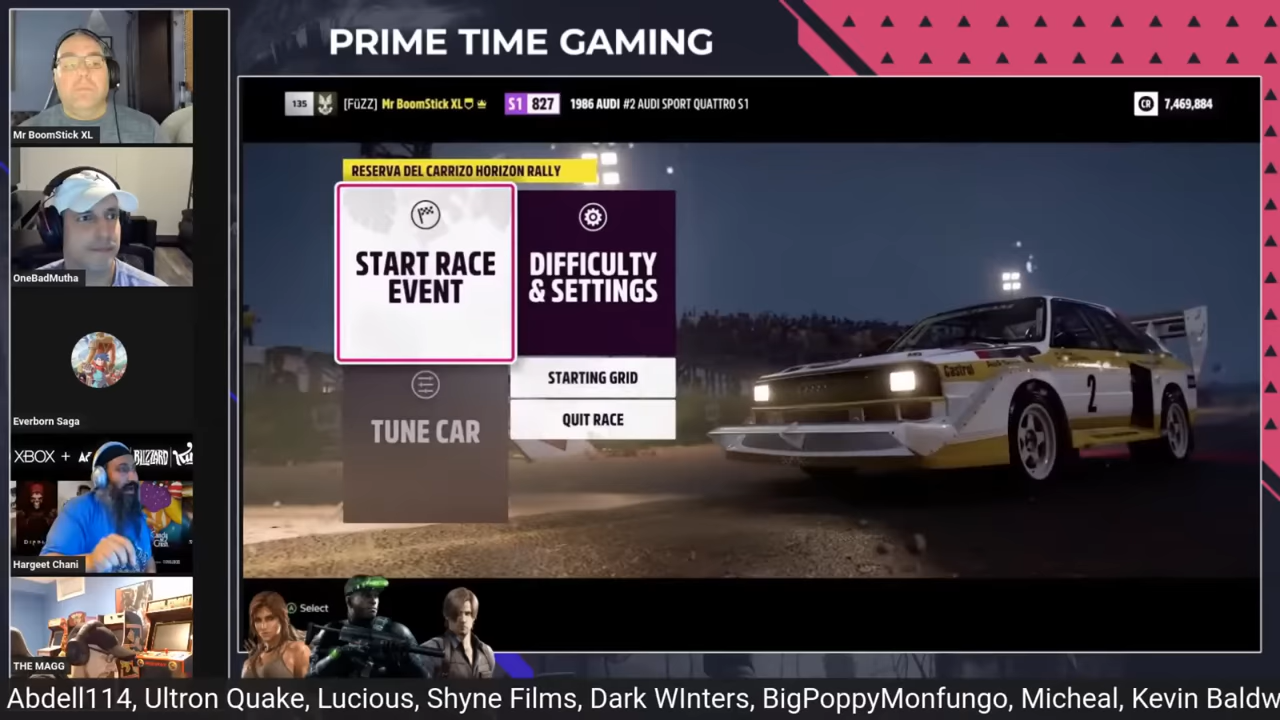 PRIME TIME GAMING
135 [FüZZ] Mr BoomStick XL S1 827 1986 AUDI #2 AUDI SPORT QUATTRO S1 CR 7,469,884
RESERVA DEL CARRIZO HORIZON RALLY
START RACE
EVENT
DIFFICULTY
& SETTINGS
STARTING GRID
QUIT RACE
TUNE CAR
Castrol
2
A Select
Mr BoomStick XL
OneBadMutha
Everborn Saga
XBOX + BLIZZARD
Hargeet Chani
THE MAGG
Abdell114, Ultron Quake, Lucious, Shyne Films, Dark WInters, BigPoppyMonfungo, Micheal, Kevin Baldw